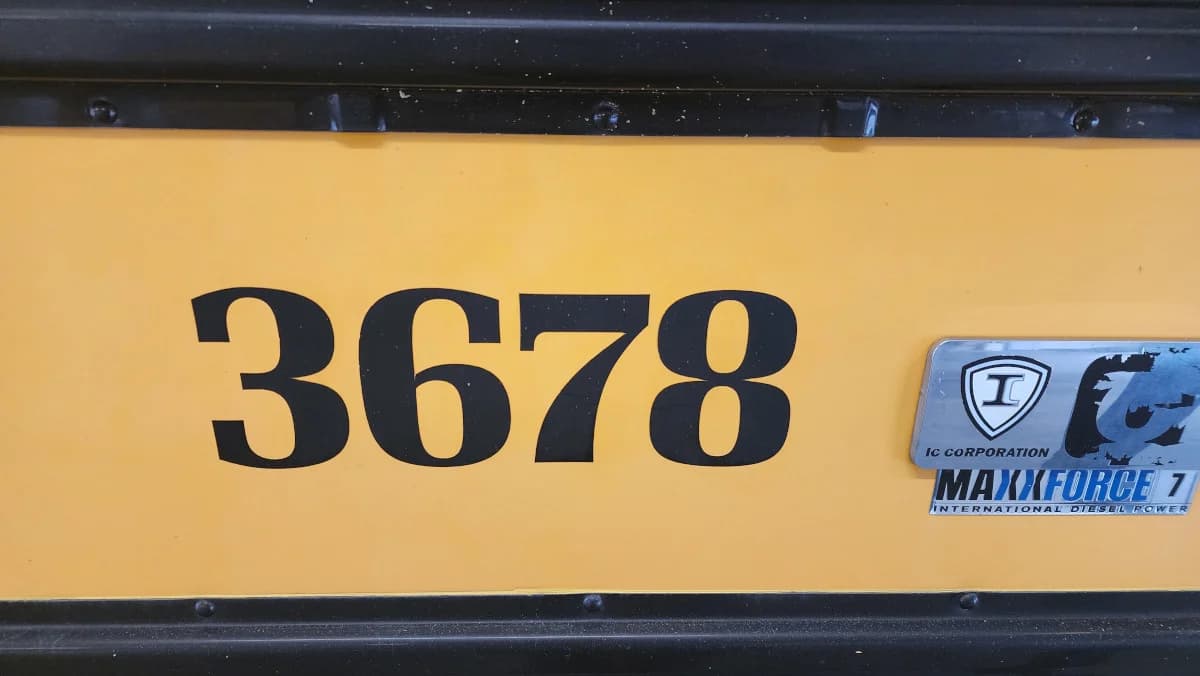 3678
IC CORPORATION
MAXXFORCE 7
INTERNATIONAL DIESEL POWER